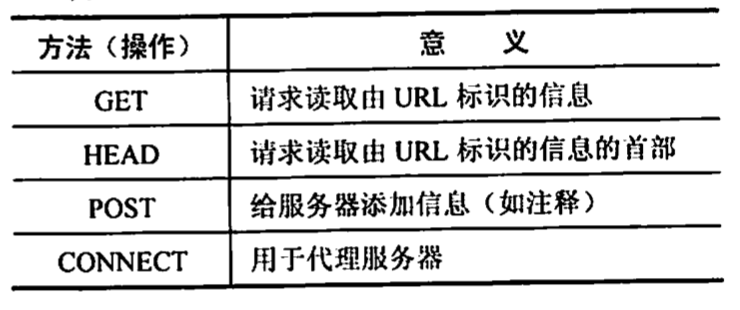 方法（操作） 意 义
GET 请求读取由 URL 标识的信息
HEAD 请求读取由 URL 标识的信息的首部
POST 给服务器添加信息（如注释）
CONNECT 用于代理服务器